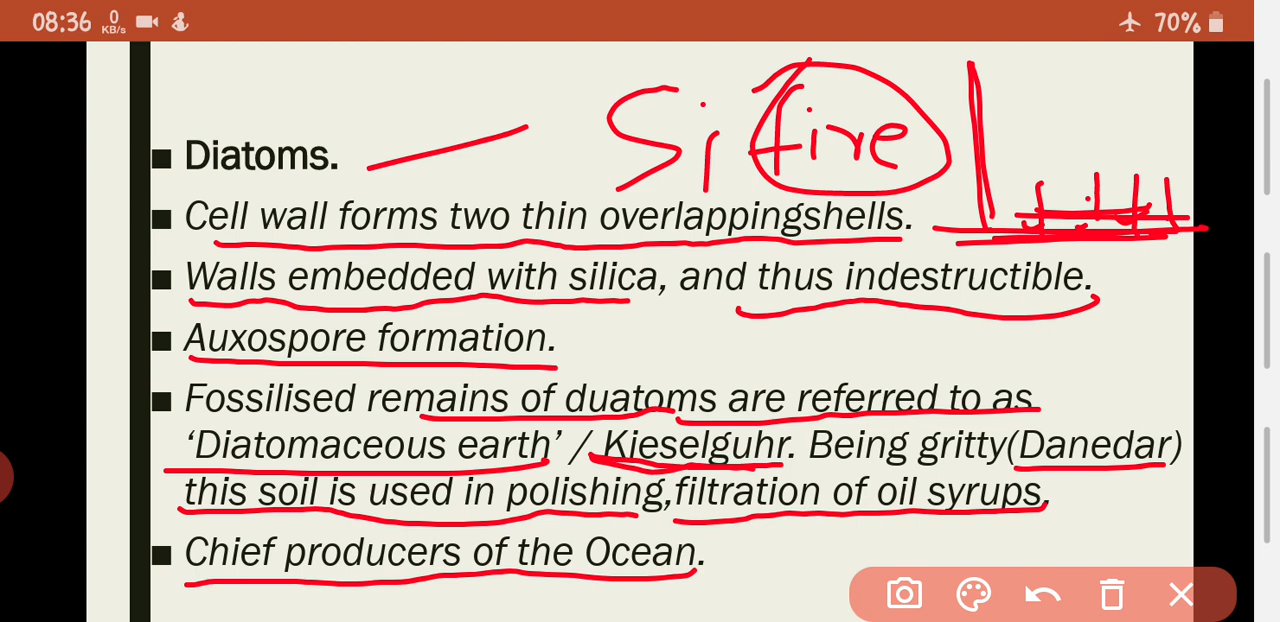 08:36 0 KB/s 70%
Si fire
■ Diatoms.
■ Cell wall forms two thin overlappingshells.
■ Walls embedded with silica, and thus indestructible.
■ Auxospore formation.
■ Fossilised remains of duatoms are referred to as
‘Diatomaceous earth’ / Kieselguhr. Being gritty(Danedar)
this soil is used in polishing,filtration of oil syrups.
■ Chief producers of the Ocean.